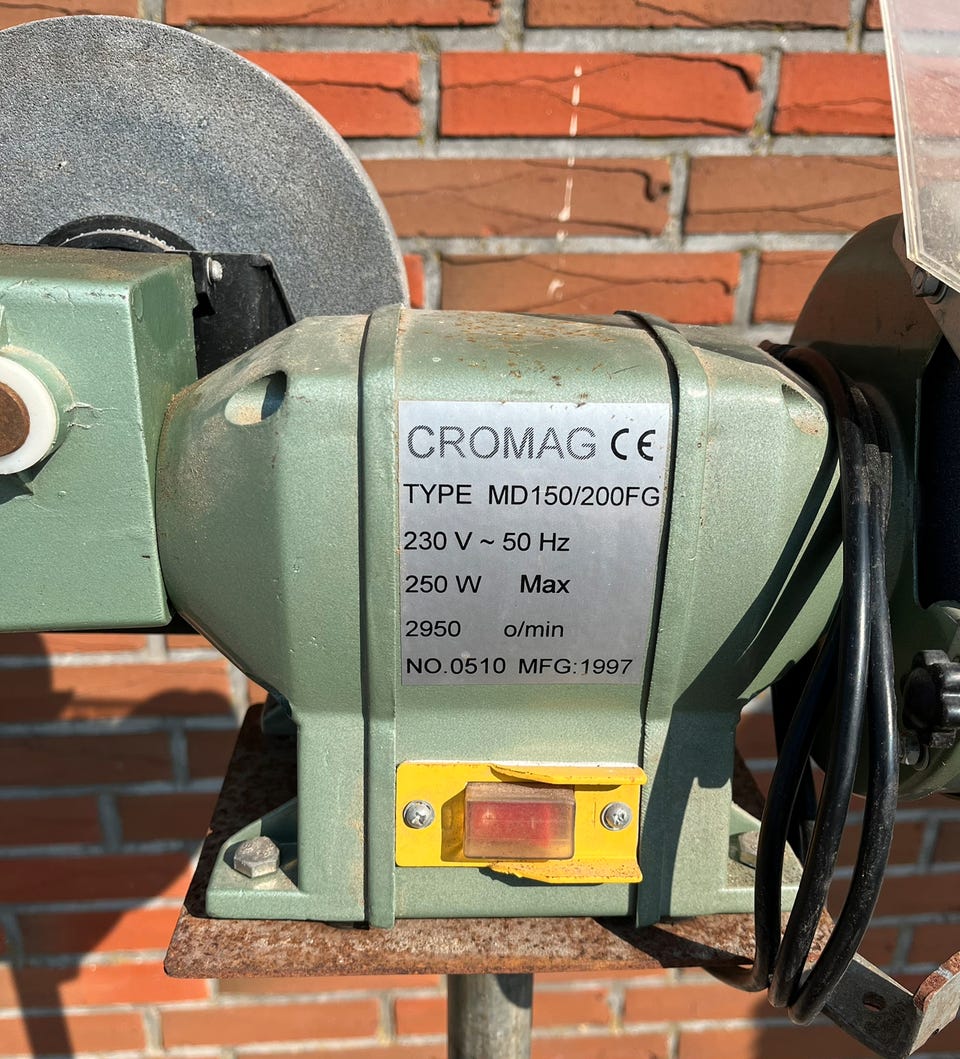 CROMAG CE
TYPE MD150/200FG
230 V ~ 50 Hz
250 W Max
2950 o/min
NO.0510 MFG:1997